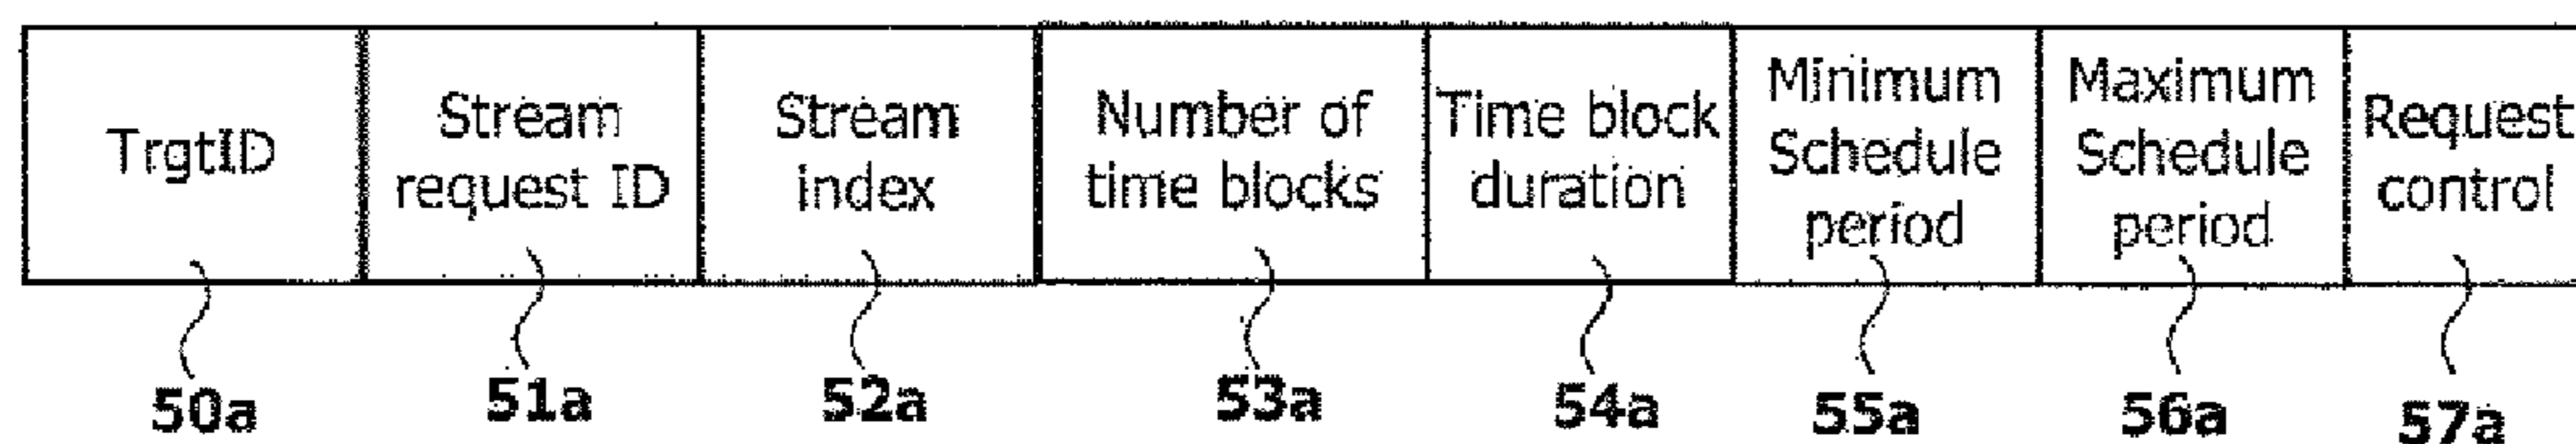 TrgtID
Stream
request ID
Stream
index
Number of
time blocks
Time block
duration
Minimum
Schedule
period
Maximum
Schedule
period
Request
control
50a
51a
52a
53a
54a
55a
56a
57a